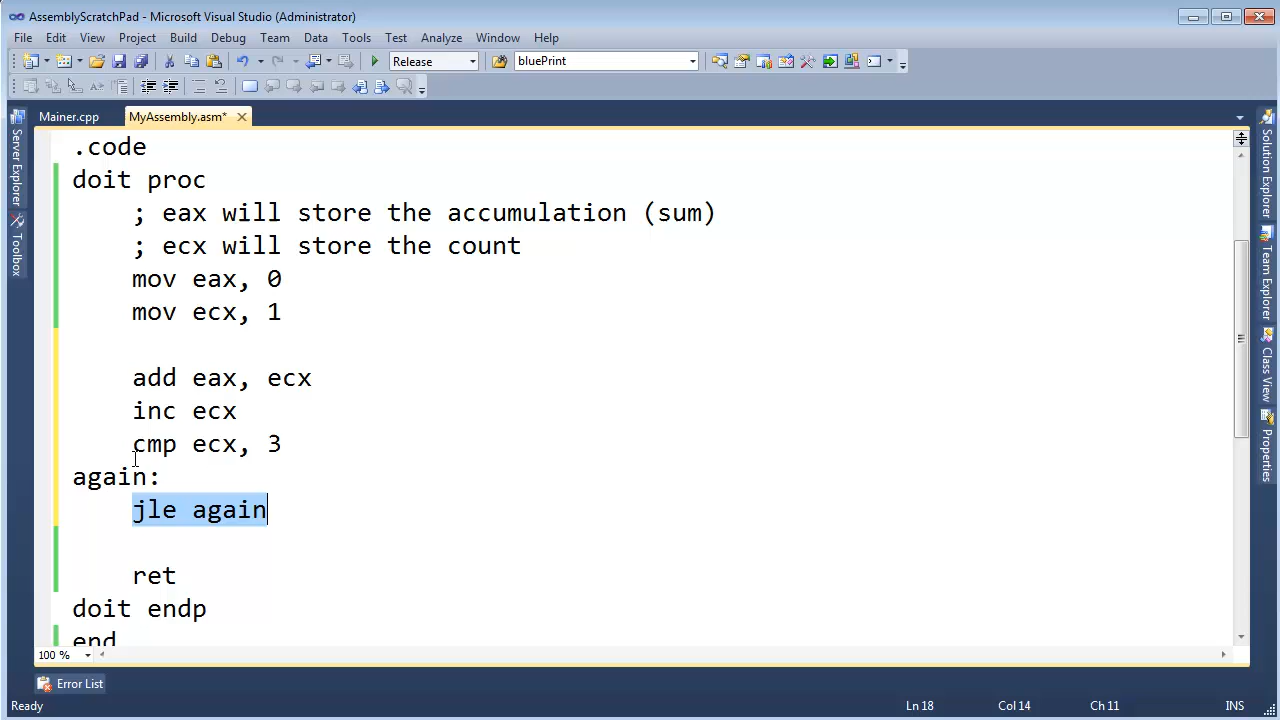 AssemblyScratchPad - Microsoft Visual Studio (Administrator)
File Edit View Project Build Debug Team Data Tools Test Analyze Window Help
Release bluePrint
Mainer.cpp MyAssembly.asm*
Server Explorer
Toolbox
.code
doit proc
; eax will store the accumulation (sum)
; ecx will store the count
mov eax, 0
mov ecx, 1
add eax, ecx
inc ecx
cmp ecx, 3
again:
jle again
ret
doit endp
end
Solution Explorer
Team Explorer
Class View
Properties
100 %
Error List
Ready Ln 18 Col 14 Ch 11 INS